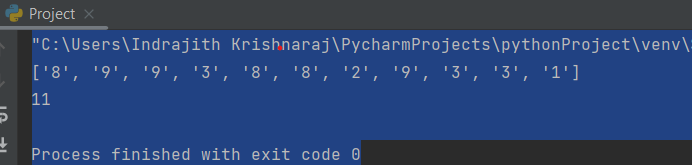 Project
"C:\Users\Indrajith Krishnaraj\PycharmProjects\pythonProject\venv\
['8', '9', '9', '3', '8', '8', '2', '9', '3', '3', '1']
11
Process finished with exit code 0